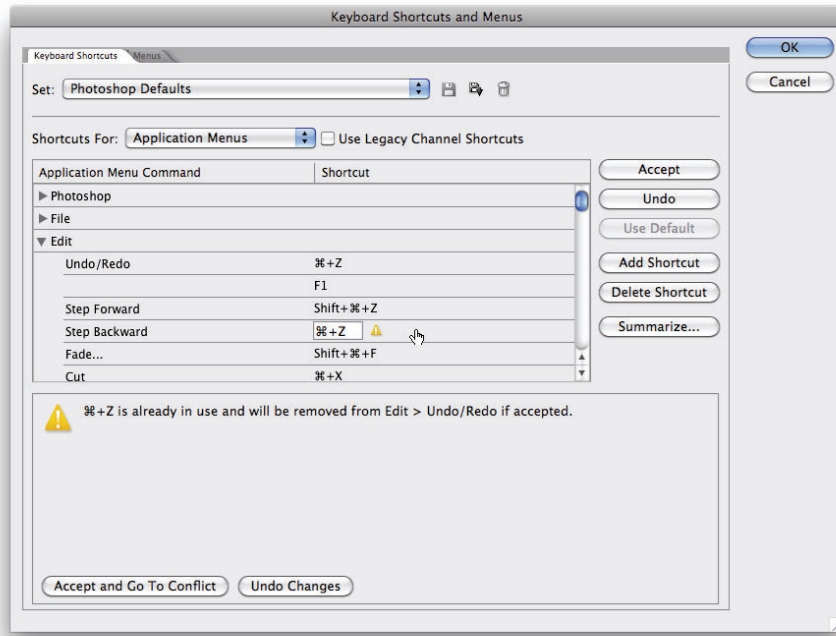 Keyboard Shortcuts and Menus
Keyboard Shortcuts Menus
OK
Set: Photoshop Defaults
Cancel
Shortcuts For: Application Menus Use Legacy Channel Shortcuts
Application Menu Command Shortcut
Accept
Photoshop
Undo
File
Use Default
Edit
Undo/Redo ⌘+Z
Add Shortcut
F1
Delete Shortcut
Step Forward Shift+⌘+Z
Step Backward ⌘+Z
Summarize...
Fade... Shift+⌘+F
Cut ⌘+X
⌘+Z is already in use and will be removed from Edit > Undo/Redo if accepted.
Accept and Go To Conflict Undo Changes